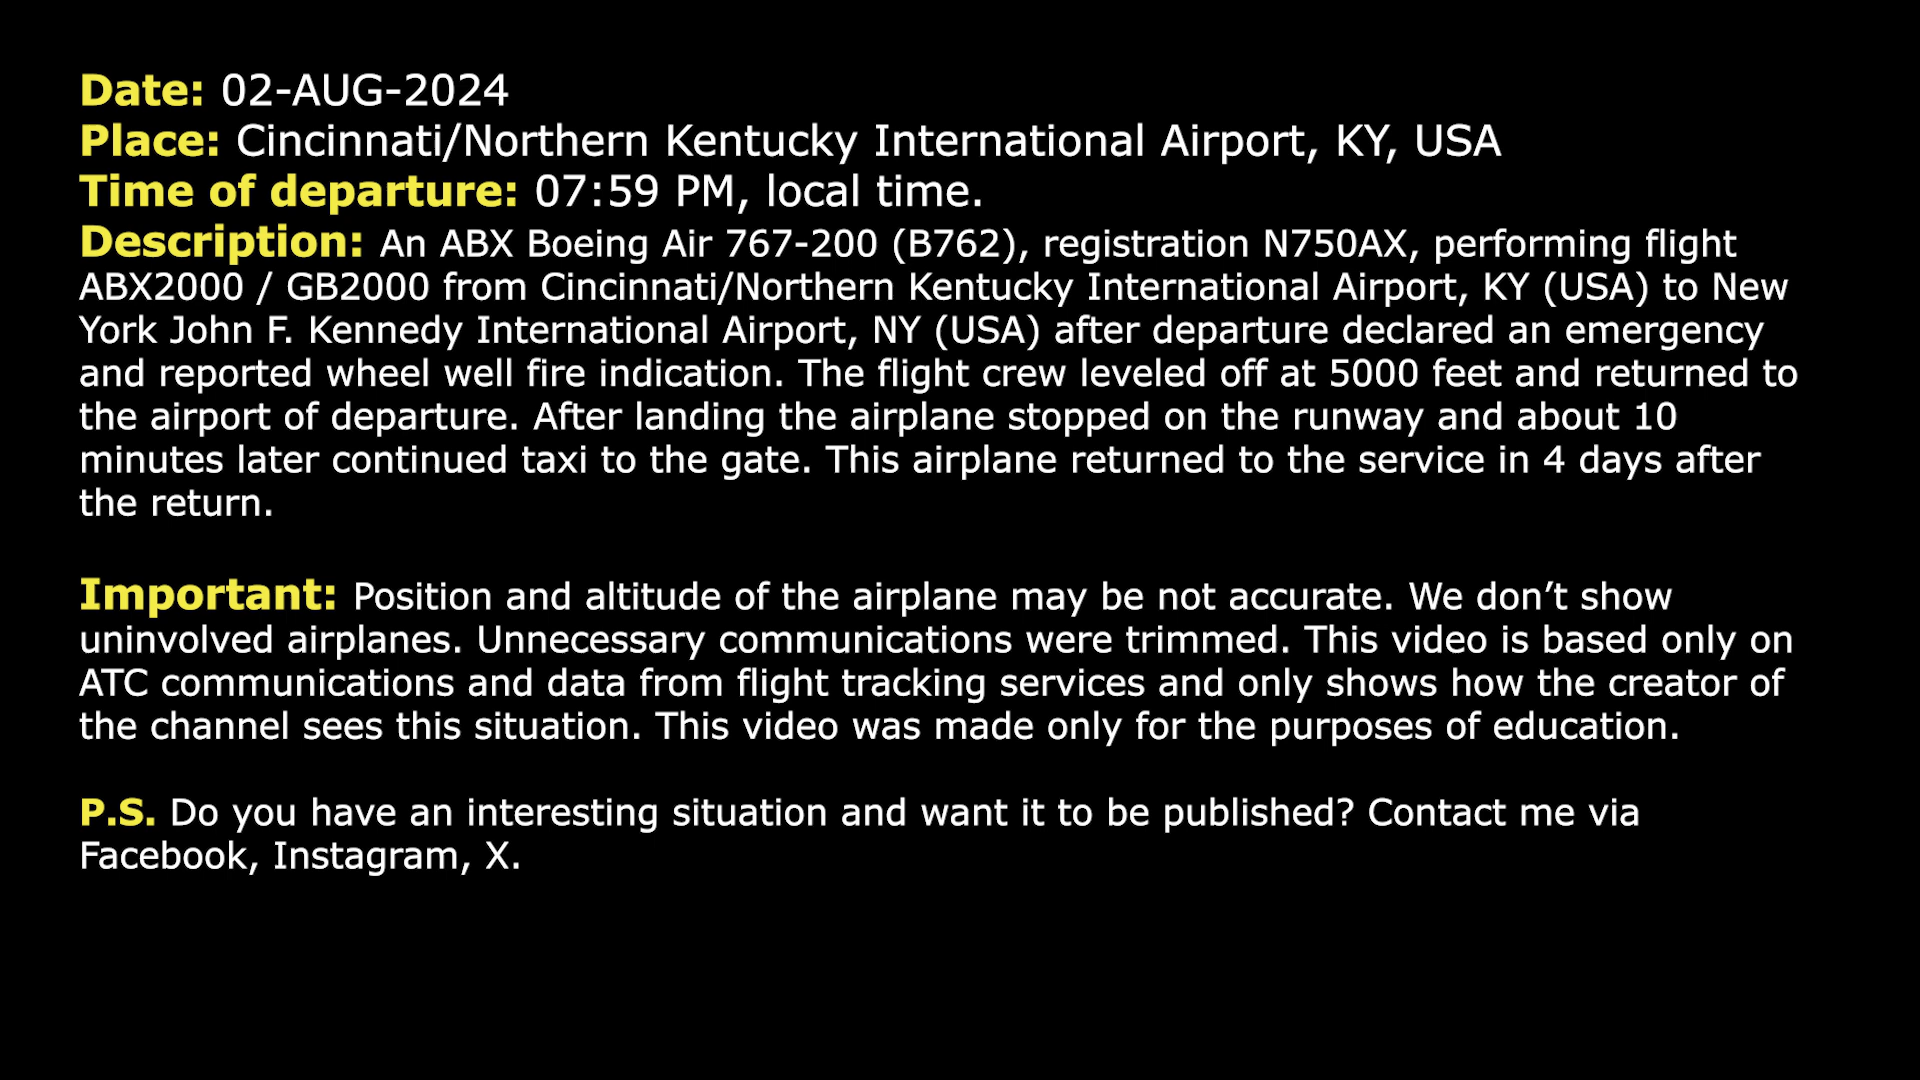 Date: 02-AUG-2024
Place: Cincinnati/Northern Kentucky International Airport, KY, USA
Time of departure: 07:59 PM, local time.
Description: An ABX Boeing Air 767-200 (B762), registration N750AX, performing flight
ABX2000 / GB2000 from Cincinnati/Northern Kentucky International Airport, KY (USA) to New
York John F. Kennedy International Airport, NY (USA) after departure declared an emergency
and reported wheel well fire indication. The flight crew leveled off at 5000 feet and returned to
the airport of departure. After landing the airplane stopped on the runway and about 10
minutes later continued taxi to the gate. This airplane returned to the service in 4 days after
the return.
Important: Position and altitude of the airplane may be not accurate. We don’t show
uninvolved airplanes. Unnecessary communications were trimmed. This video is based only on
ATC communications and data from flight tracking services and only shows how the creator of
the channel sees this situation. This video was made only for the purposes of education.
P.S. Do you have an interesting situation and want it to be published? Contact me via
Facebook, Instagram, X.